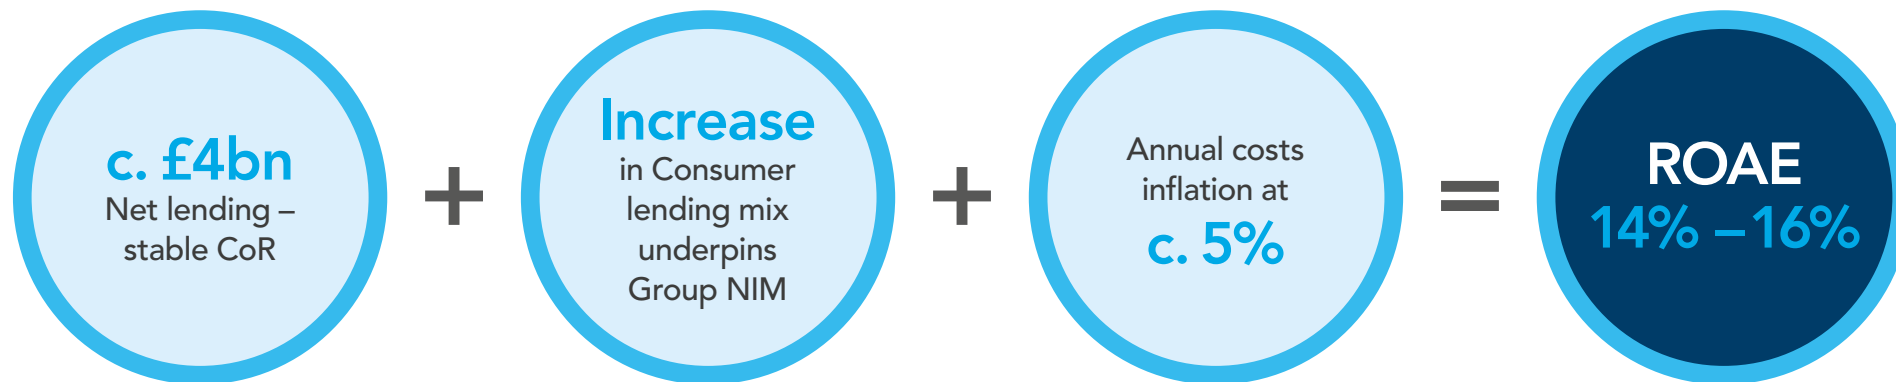 c. £4bn
Net lending –
stable CoR
+
Increase
in Consumer
lending mix
underpins
Group NIM
+
Annual costs
inflation at
c. 5%
=
ROAE
14% – 16%